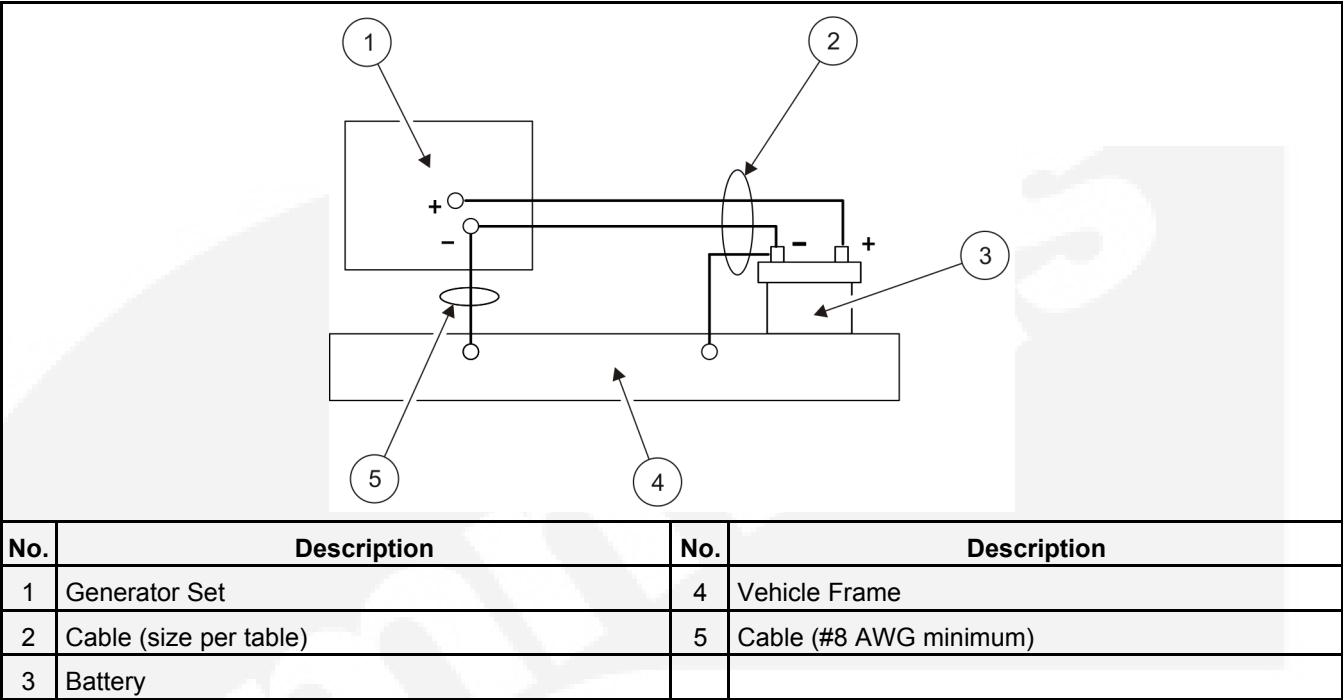 1
2
+
−
−
+
3
5
4
No. Description No. Description
1 Generator Set 4 Vehicle Frame
2 Cable (size per table) 5 Cable (#8 AWG minimum)
3 Battery